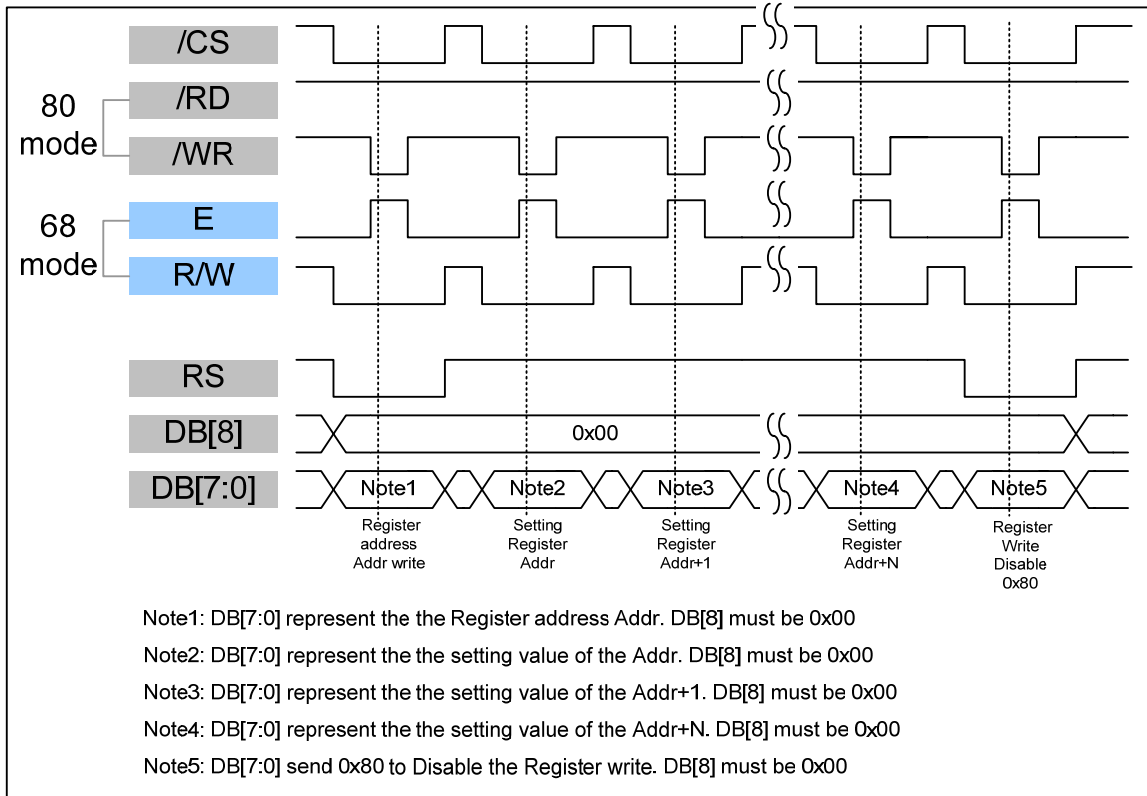 /CS
80
mode
/RD
/WR
68
mode
E
R/W
RS
DB[8]
0x00
DB[7:0]
Note1
Note2
Note3
Note4
Note5
Register
address
Addr write
Setting
Register
Addr
Setting
Register
Addr+1
Setting
Register
Addr+N
Register
Write
Disable
0x80
Note1: DB[7:0] represent the the Register address Addr. DB[8] must be 0x00
Note2: DB[7:0] represent the the setting value of the Addr. DB[8] must be 0x00
Note3: DB[7:0] represent the the setting value of the Addr+1. DB[8] must be 0x00
Note4: DB[7:0] represent the the setting value of the Addr+N. DB[8] must be 0x00
Note5: DB[7:0] send 0x80 to Disable the Register write. DB[8] must be 0x00